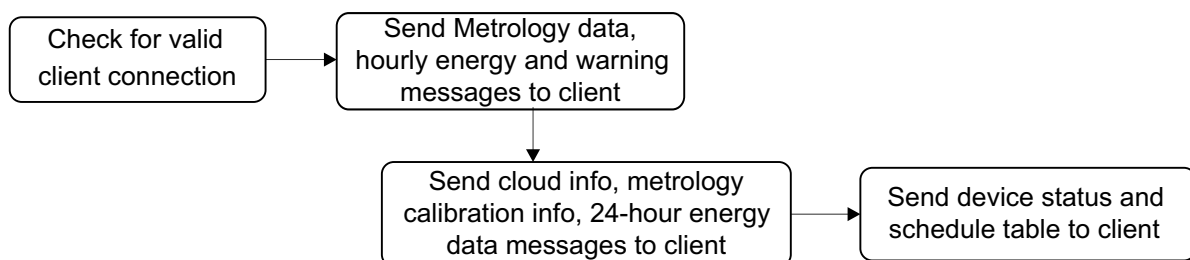 Check for valid
client connection
Send Metrology data,
hourly energy and warning
messages to client
Send cloud info, metrology
calibration info, 24-hour energy
data messages to client
Send device status and
schedule table to client